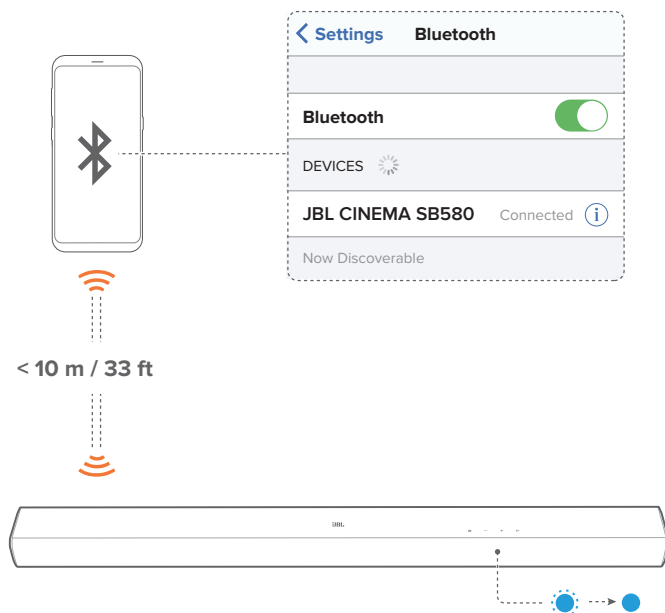 Settings Bluetooth
Bluetooth
DEVICES
JBL CINEMA SB580 Connected i
Now Discoverable
< 10 m / 33 ft
JBL